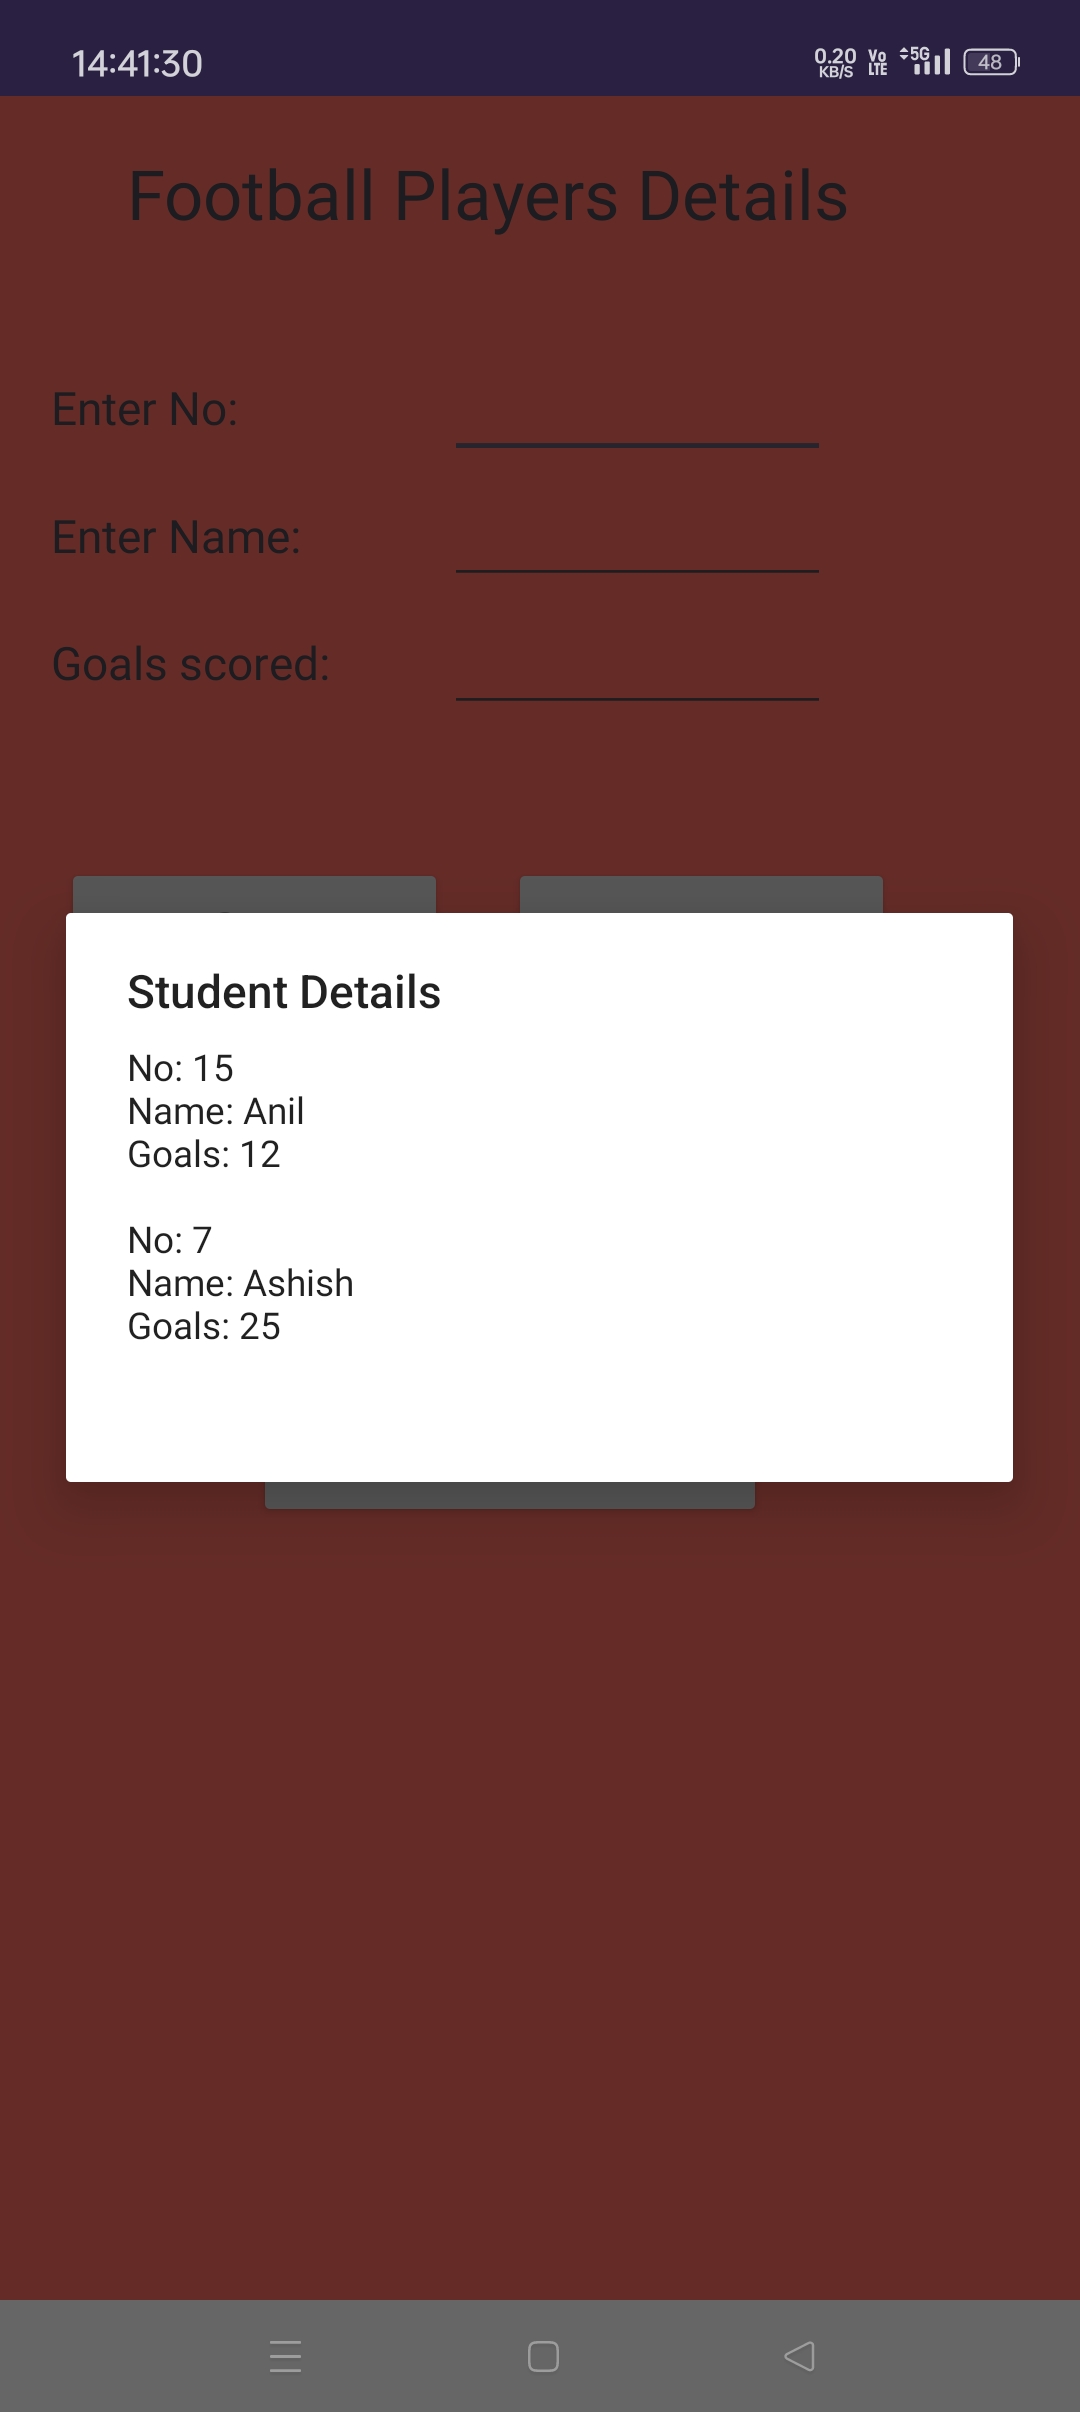 14:41:30
0.20 KB/S Vo LTE 5G 48
Football Players Details
Enter No:
Enter Name:
Goals scored:
Student Details
No: 15
Name: Anil
Goals: 12
No: 7
Name: Ashish
Goals: 25